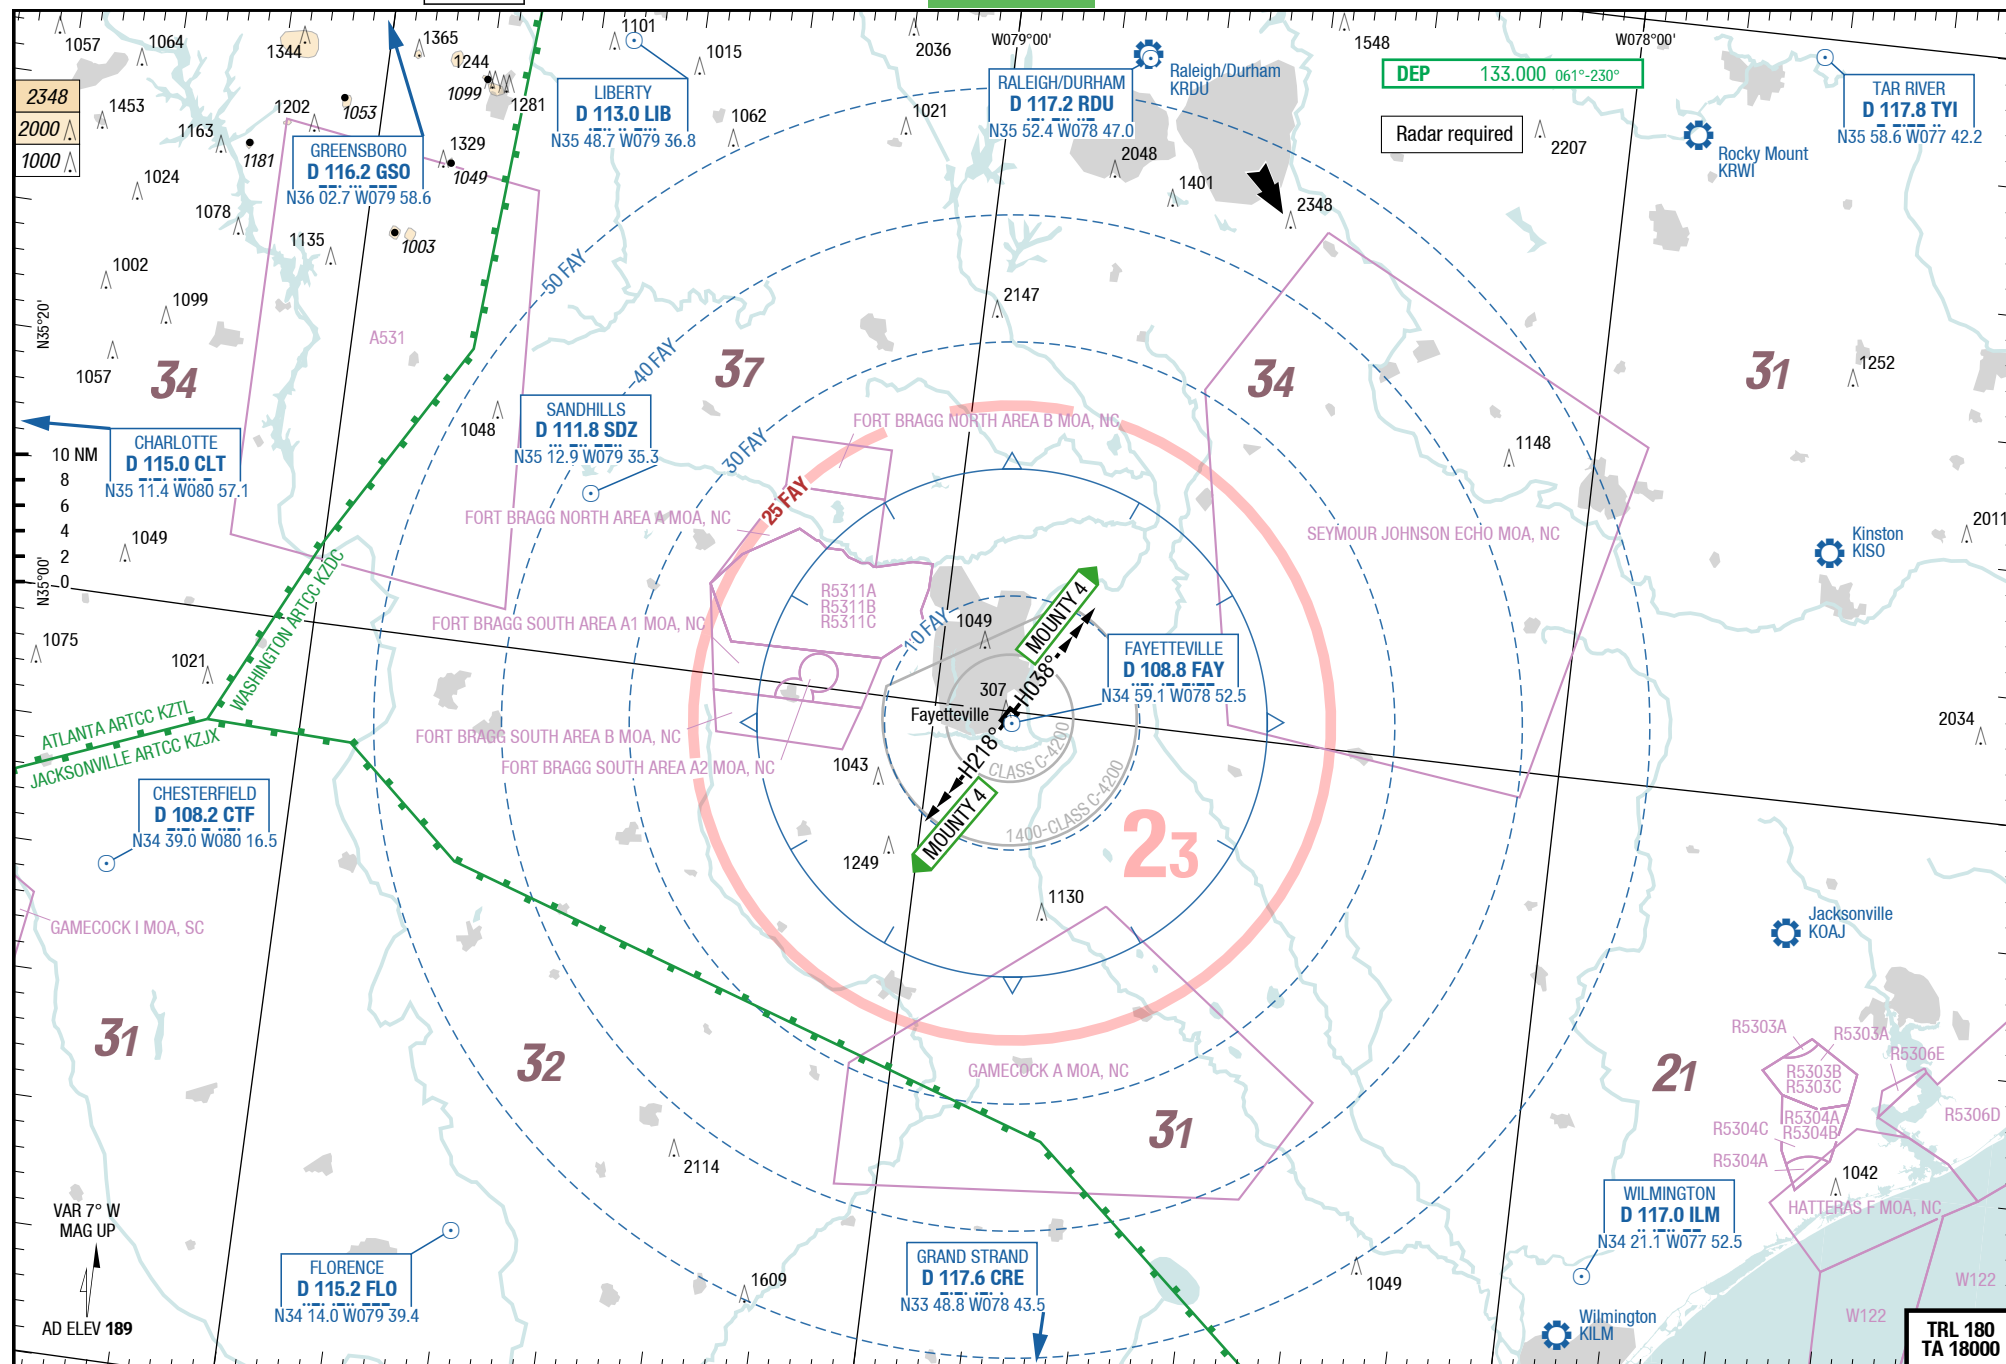 1057
1064
1344
1365
1244
1099
1281
1101
1015
2036
W079°00'
1548
W078°00'
2348
2000
1000
1453
1163
1181
1202
1053
1329
1049
1024
1078
1135
1003
1002
1099
1057
GREENSBORO
D 116.2 GSO
N36 02.7 W079 58.6
LIBERTY
D 113.0 LIB
N35 48.7 W079 36.8
1062
1021
RALEIGH/DURHAM
D 117.2 RDU
N35 52.4 W078 47.0
Raleigh/Durham
KRDU
2048
1401
2348
DEP 133.000 061°-230°
Radar required
2207
Rocky Mount
KRWI
TAR RIVER
D 117.8 TYI
N35 58.6 W077 42.2
N35°20'
A531
50 FAY
40 FAY
30 FAY
25 FAY
10 FAY
2147
34
37
34
31
1252
1048
SANDHILLS
D 111.8 SDZ
N35 12.9 W079 35.3
CHARLOTTE
D 115.0 CLT
N35 11.4 W080 57.1
10 NM
8
6
4
2
0
N35°00'
1049
FORT BRAGG NORTH AREA B MOA, NC
FORT BRAGG NORTH AREA A MOA, NC
R5311A
R5311B
R5311C
FORT BRAGG SOUTH AREA A1 MOA, NC
FORT BRAGG SOUTH AREA B MOA, NC
FORT BRAGG SOUTH AREA A2 MOA, NC
1148
SEYMOUR JOHNSON ECHO MOA, NC
2011
Kinston
KISO
1075
1021
WASHINGTON ARTCC KZDC
ATLANTA ARTCC KZTL
JACKSONVILLE ARTCC KZJX
1049
MOUNTY 4
H038°
307
Fayetteville
H218°
MOUNTY 4
FAYETTEVILLE
D 108.8 FAY
N34 59.1 W078 52.5
CLASS C-4200
1400-CLASS C-4200
2034
1043
1249
1130
23
CHESTERFIELD
D 108.2 CTF
N34 39.0 W080 16.5
GAMECOCK I MOA, SC
Jacksonville
KOAJ
31
32
GAMECOCK A MOA, NC
31
21
R5303A
R5303A
R5306E
R5303B
R5303C
R5304A
R5304B
R5304C
R5304A
R5306D
1042
HATTERAS F MOA, NC
2114
1609
1049
VAR 7° W
MAG UP
AD ELEV 189
FLORENCE
D 115.2 FLO
N34 14.0 W079 39.4
GRAND STRAND
D 117.6 CRE
N33 48.8 W078 43.5
WILMINGTON
D 117.0 ILM
N34 21.1 W077 52.5
Wilmington
KILM
W122
W122
TRL 180
TA 18000